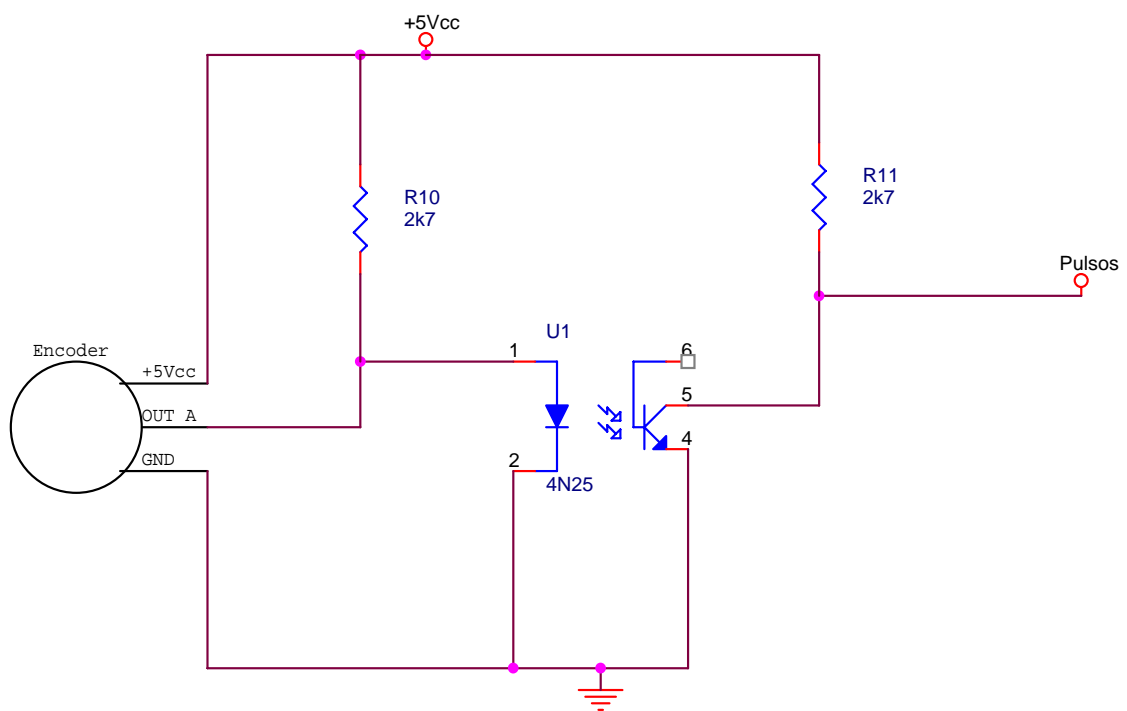 +5Vcc
R10
2k7
R11
2k7
Pulsos
U1
Encoder
1
6
+5Vcc
5
OUT A
4
GND
2
4N25